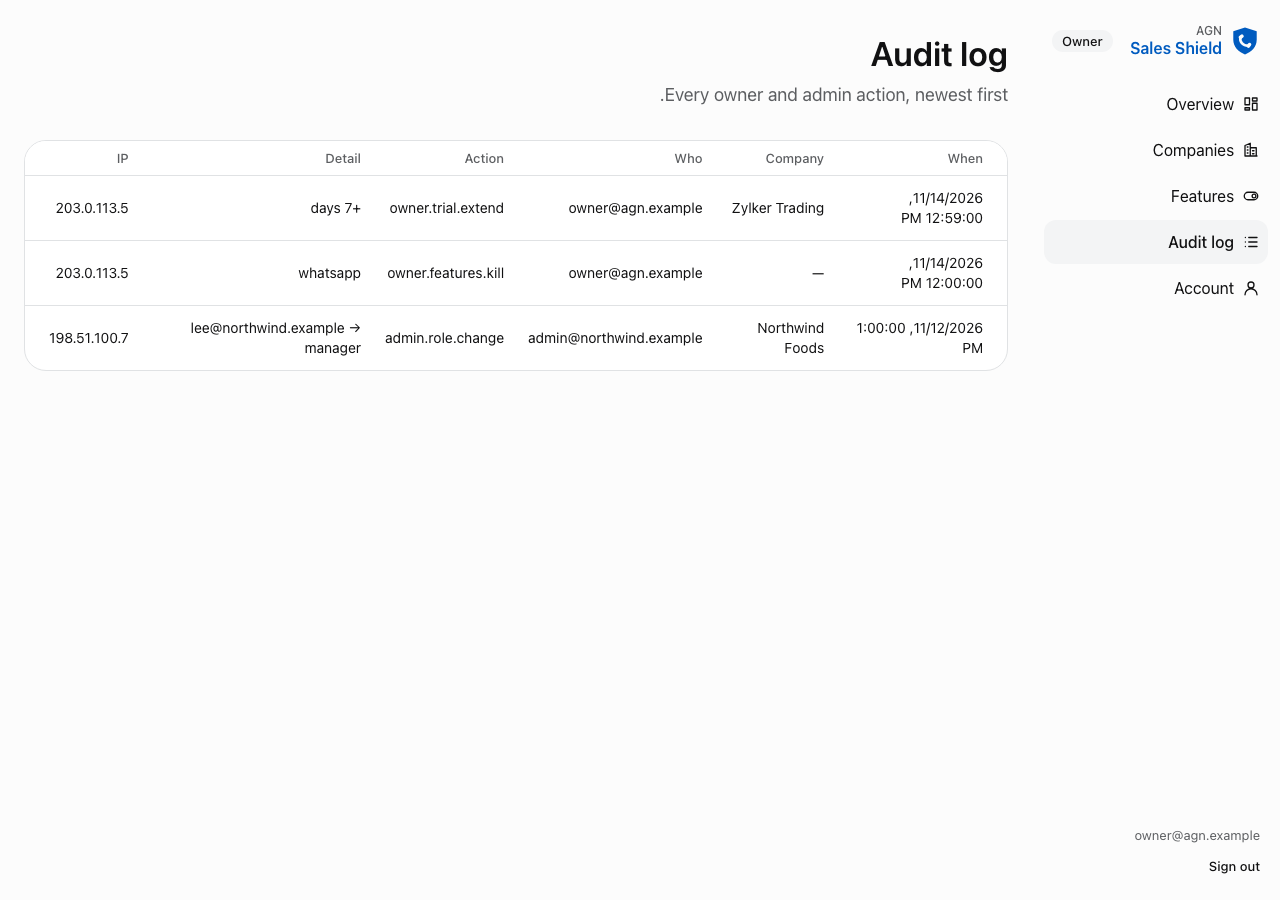 AGN
Sales Shield
Owner
Overview
Companies
Features
Audit log
Account
owner@agn.example
Sign out
Audit log
.Every owner and admin action, newest first
When Company Who Action Detail IP
,11/14/2026
PM 12:59:00
Zylker Trading
owner@agn.example
owner.trial.extend
days 7+
203.0.113.5
,11/14/2026
PM 12:00:00
—
owner@agn.example
owner.features.kill
whatsapp
203.0.113.5
1:00:00 ,11/12/2026
PM
Northwind
Foods
admin@northwind.example
admin.role.change
lee@northwind.example →
manager
198.51.100.7